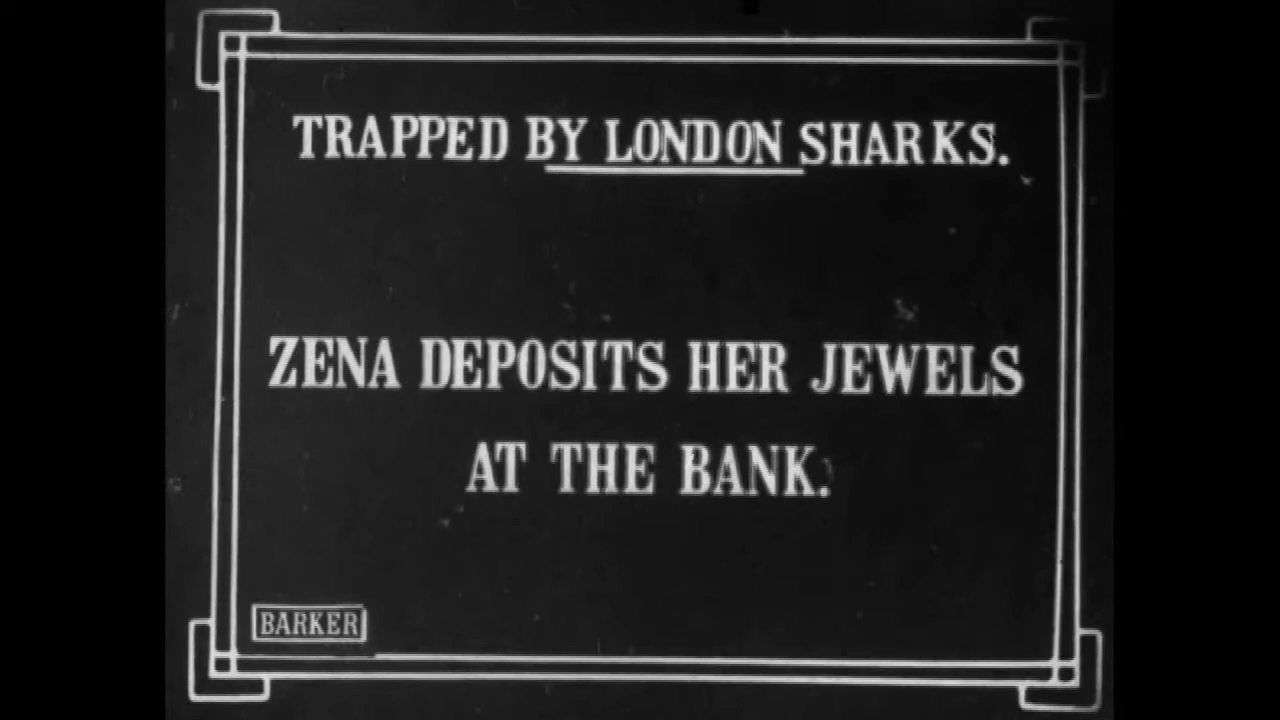 TRAPPED BY LONDON SHARKS.
ZENA DEPOSITS HER JEWELS
AT THE BANK.
BARKER